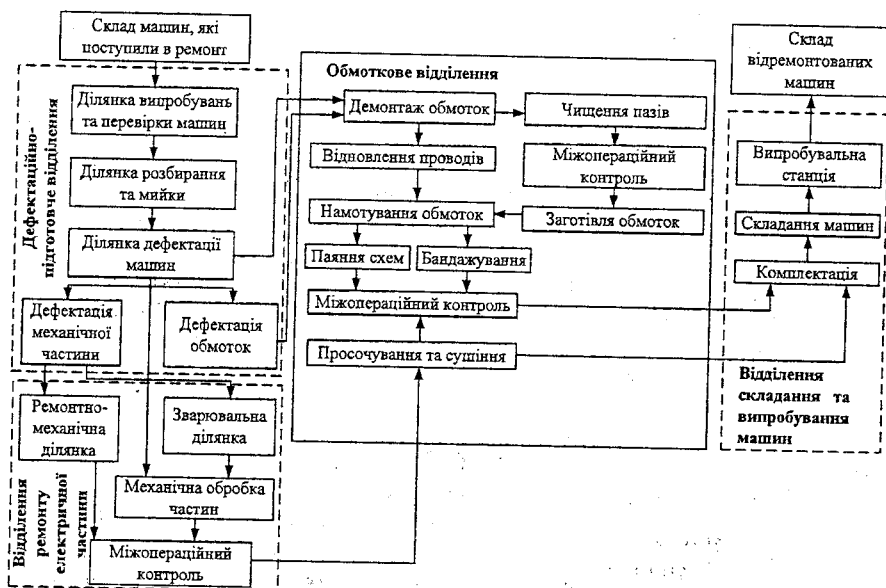 Склад машин, які
поступили в ремонт
Дефектаційно-
підготовче відділення
Ділянка випробувань
та перевірки машин
Ділянка розбирання
та мийки
Ділянка дефектації
машин
Дефектація
механічної
частини
Дефектація
обмоток
Відділення
ремонту
електричної
частини
Ремонтно-
механічна
ділянка
Зварювальна
ділянка
Механічна обробка
частин
Міжопераційний
контроль
Обмоткове відділення
Демонтаж обмоток
Чищення пазів
Відновлення проводів
Міжопераційний
контроль
Намотування обмоток
Заготівля обмоток
Паяння схем
Бандажування
Міжопераційний контроль
Просочування та сушіння
Склад
відремонтованих
машин
Випробувальна
станція
Складання машин
Комплектація
Відділення
складання та
випробування
машин